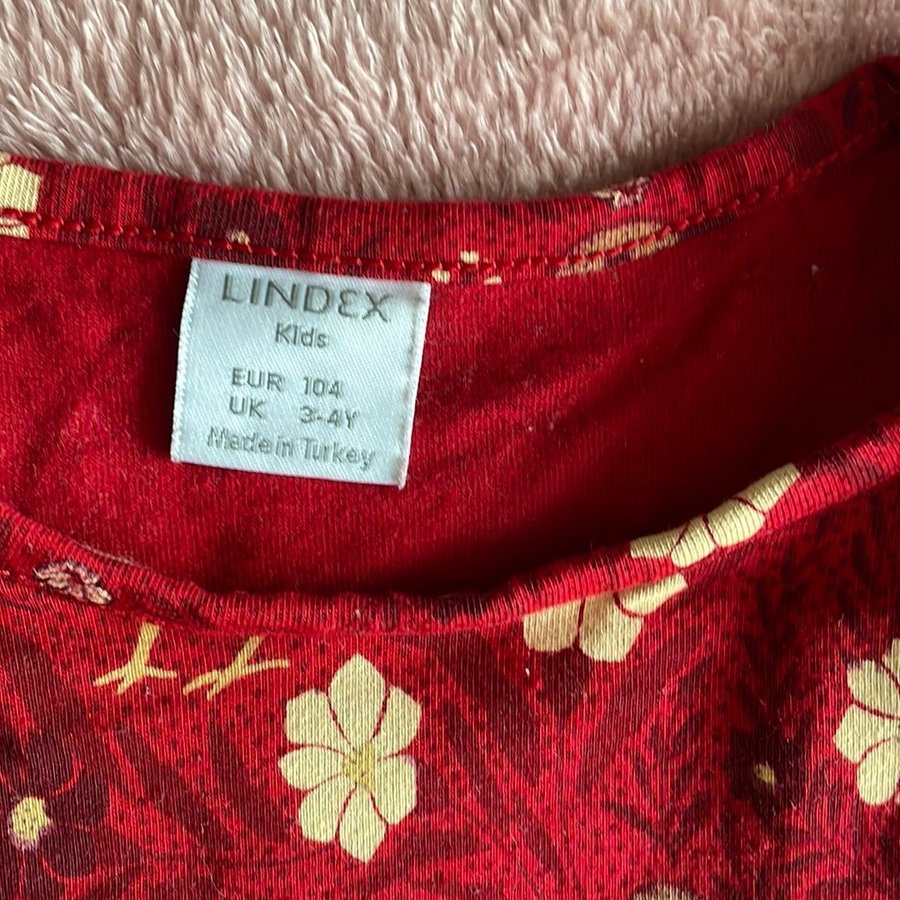 LINDEX
Kids
EUR 104
UK 3-4Y
Made in Turkey